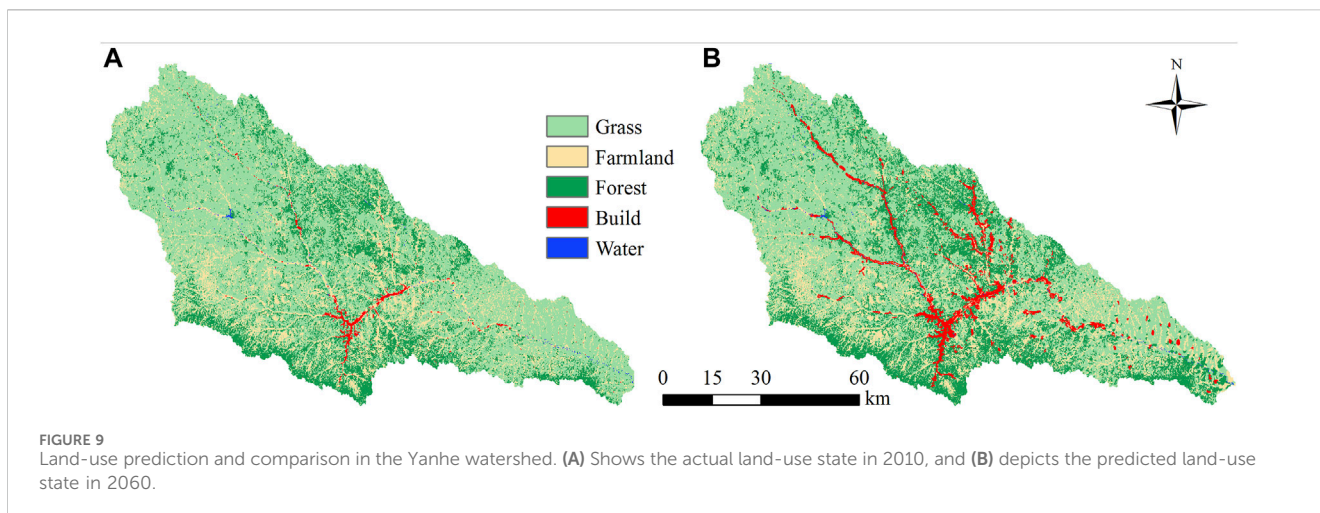 A
B
N
Grass
Farmland
Forest
Build
Water
0 15 30 60
km
FIGURE 9
Land-use prediction and comparison in the Yanhe watershed. (A) Shows the actual land-use state in 2010, and (B) depicts the predicted land-use
state in 2060.